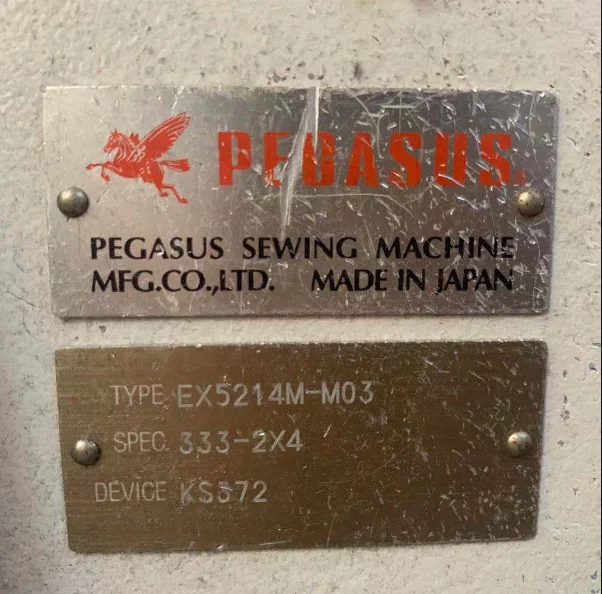 PEGASUS.
PEGASUS SEWING MACHINE
MFG.CO.,LTD. MADE IN JAPAN
TYPE EX5214M-M03
SPEC. 333-2X4
DEVICE KS372